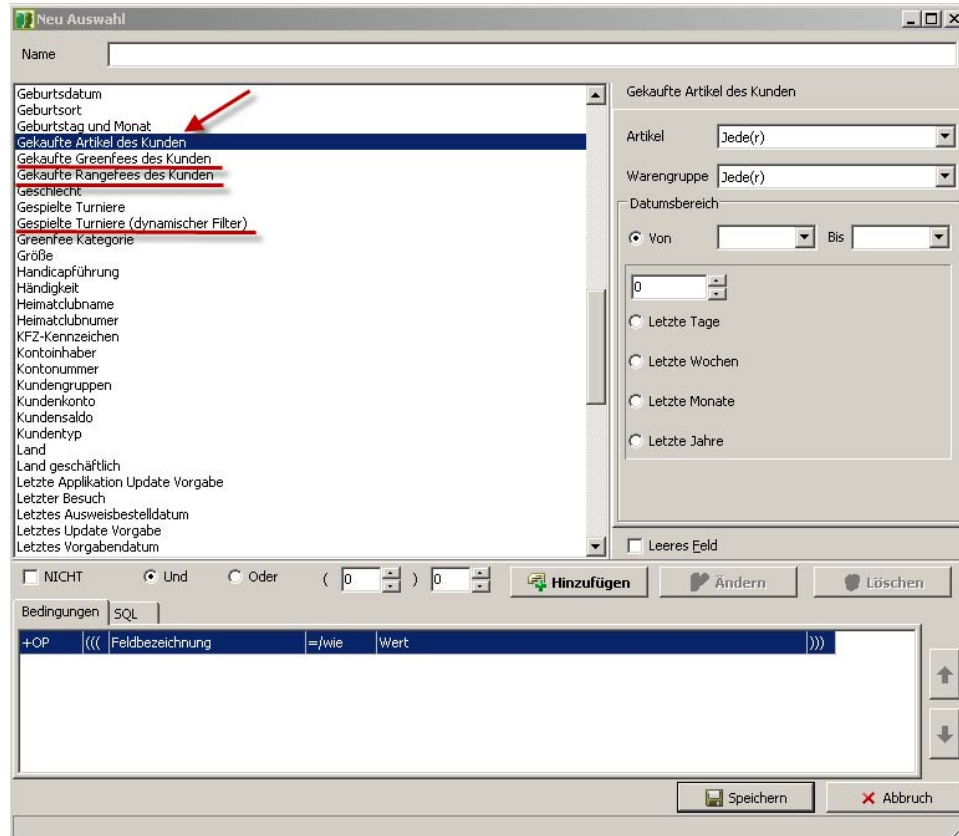 Neu Auswahl
Name
Geburtsdatum
Geburtsort
Geburtstag und Monat
Gekaufte Artikel des Kunden
Gekaufte Greenfees des Kunden
Gekaufte Rangefees des Kunden
Geschlecht
Gespielte Turniere
Gespielte Turniere (dynamischer Filter)
Greenfee Kategorie
Größe
Handicapführung
Händigkeit
Heimatclubname
Heimatclubnumer
KFZ-Kennzeichen
Kontoinhaber
Kontonummer
Kundengruppen
Kundenkonto
Kundensaldo
Kundentyp
Land
Land geschäftlich
Letzte Applikation Update Vorgabe
Letzter Besuch
Letztes Ausweisbestelldatum
Letztes Update Vorgabe
Letztes Vorgabendatum
Gekaufte Artikel des Kunden
Artikel Jede(r)
Warengruppe Jede(r)
Datumsbereich
Von Bis
0
Letzte Tage
Letzte Wochen
Letzte Monate
Letzte Jahre
Leeres Feld
NICHT Und Oder ( 0 ) 0 Hinzufügen Ändern Löschen
Bedingungen SQL
+OP ((( Feldbezeichnung =/wie Wert )))
Speichern Abbruch